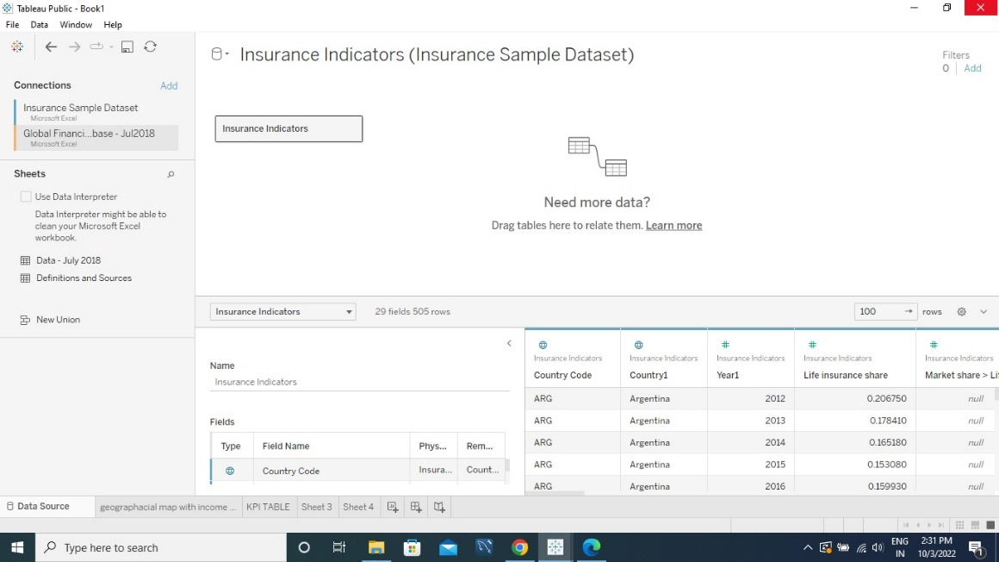 Tableau Public - Book1
File Data Window Help
Insurance Indicators (Insurance Sample Dataset)
Filters
0 Add
Connections Add
Insurance Sample Dataset
Microsoft Excel
Global Financi...base - Jul2018
Microsoft Excel
Sheets
Use Data Interpreter
Data Interpreter might be able to
clean your Microsoft Excel
workbook.
Data - July 2018
Definitions and Sources
New Union
Insurance Indicators
Need more data?
Drag tables here to relate them. Learn more
Insurance Indicators 29 fields 505 rows 100 → rows
Name
Insurance Indicators
Fields
Type Field Name Phys... Rem...
Country Code Insura... Count...
Insurance Indicators Insurance Indicators Insurance Indicators Insurance Indicators Insurance Indicators
Country Code Country1 Year1 Life insurance share Market share > Li
ARG Argentina 2012 0.206750 null
ARG Argentina 2013 0.178410 null
ARG Argentina 2014 0.165180 null
ARG Argentina 2015 0.153080 null
ARG Argentina 2016 0.159930 null
Data Source geographacial map with income ... KPI TABLE Sheet 3 Sheet 4
Type here to search
ENG
IN
2:31 PM
10/3/2022
1